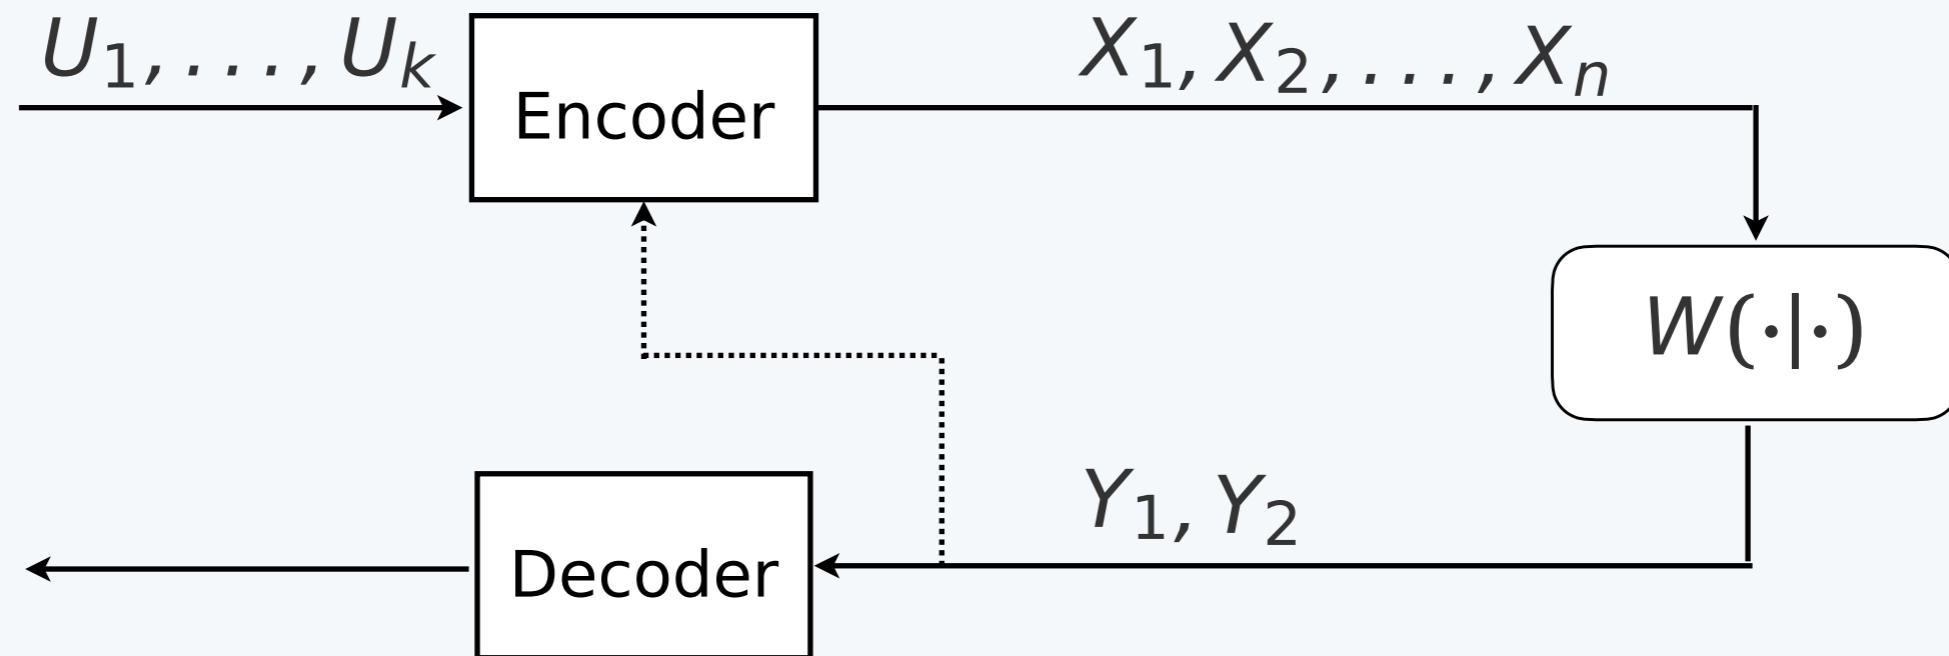 U₁, . . . , Uₖ
Encoder
X₁, X₂, . . . , Xₙ
W(·|·)
Y₁, Y₂
Decoder